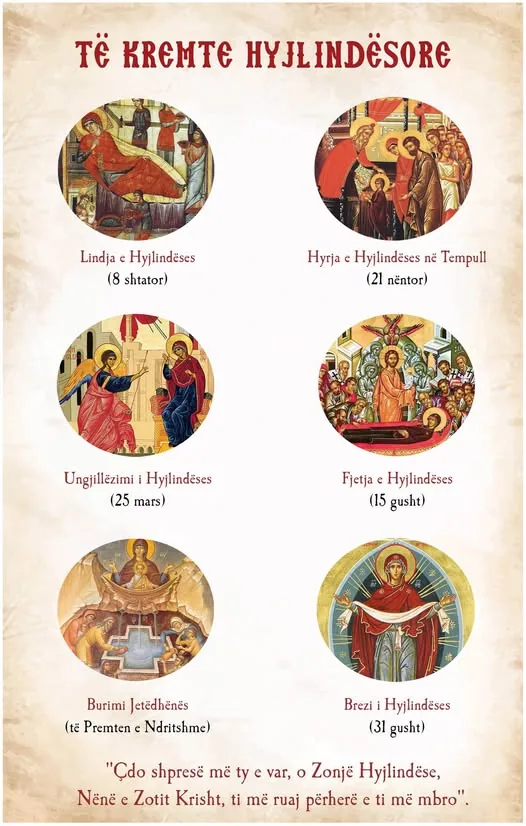 TË KREMTE HYJLINDËSORE
Lindja e Hyjlindëses
(8 shtator)
Hyrja e Hyjlindëses në Tempull
(21 nëntor)
Ungjillëzimi i Hyjlindëses
(25 mars)
Fjetja e Hyjlindëses
(15 gusht)
Burimi Jetëdhënës
(të Premten e Ndritshme)
Brezi i Hyjlindëses
(31 gusht)
"Çdo shpresë më ty e var, o Zonjë Hyjlindëse,
Nënë e Zotit Krisht, ti më ruaj përherë e ti më mbro".